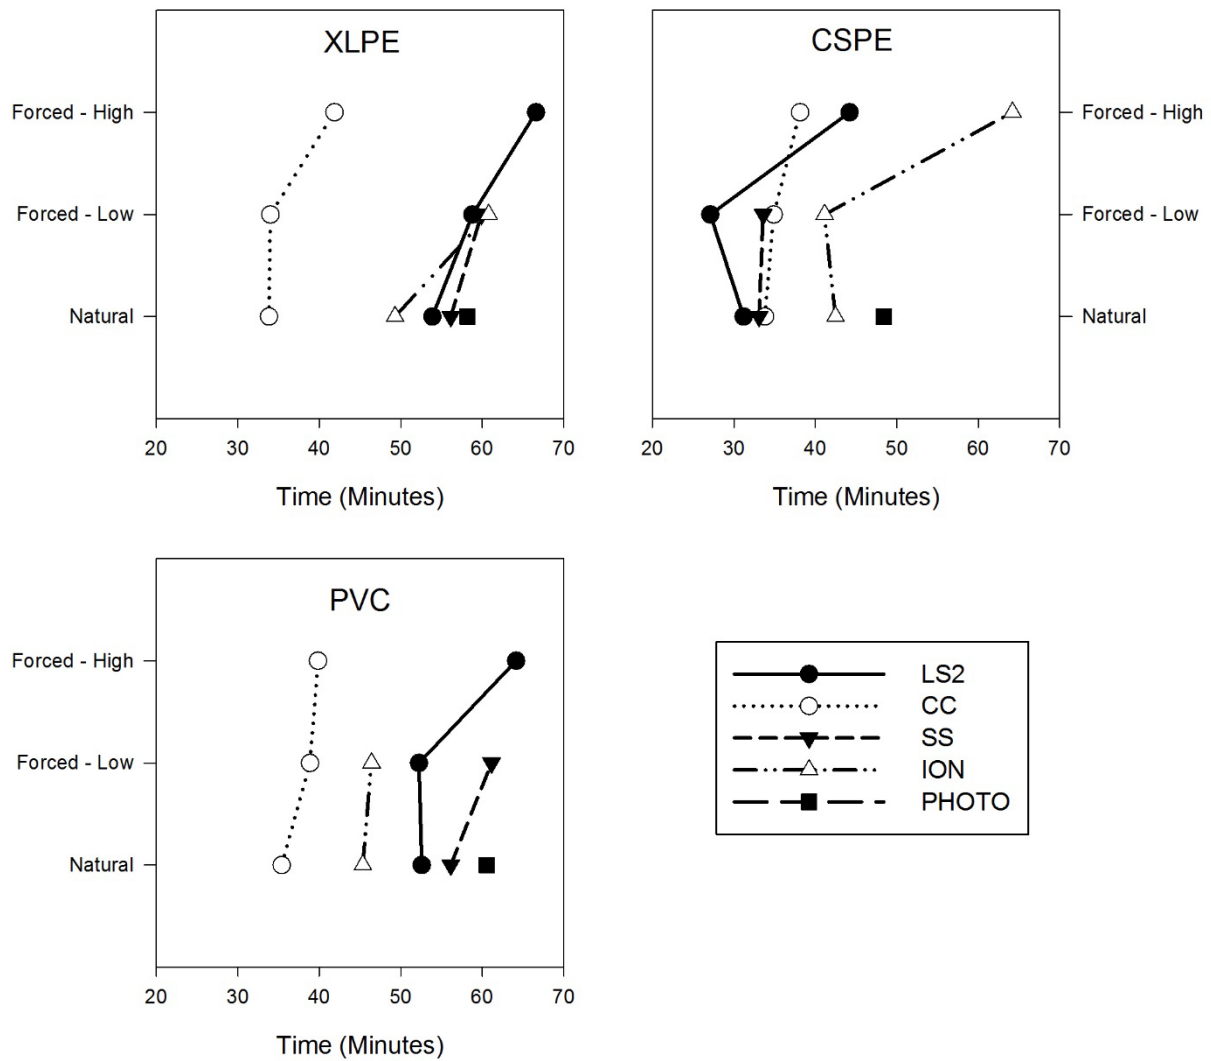 XLPE
Forced - High
Forced - Low
Natural
20 30 40 50 60 70
Time (Minutes)
CSPE
Forced - High
Forced - Low
Natural
20 30 40 50 60 70
Time (Minutes)
PVC
Forced - High
Forced - Low
Natural
20 30 40 50 60 70
Time (Minutes)
LS2
CC
SS
ION
PHOTO